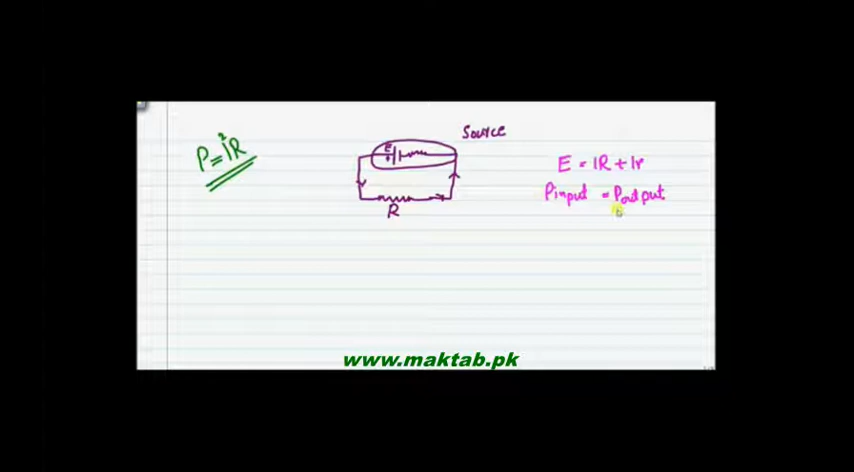 P = I²R
Source
E
R
E = IR + Ir
Pinput = Poutput
www.maktab.pk